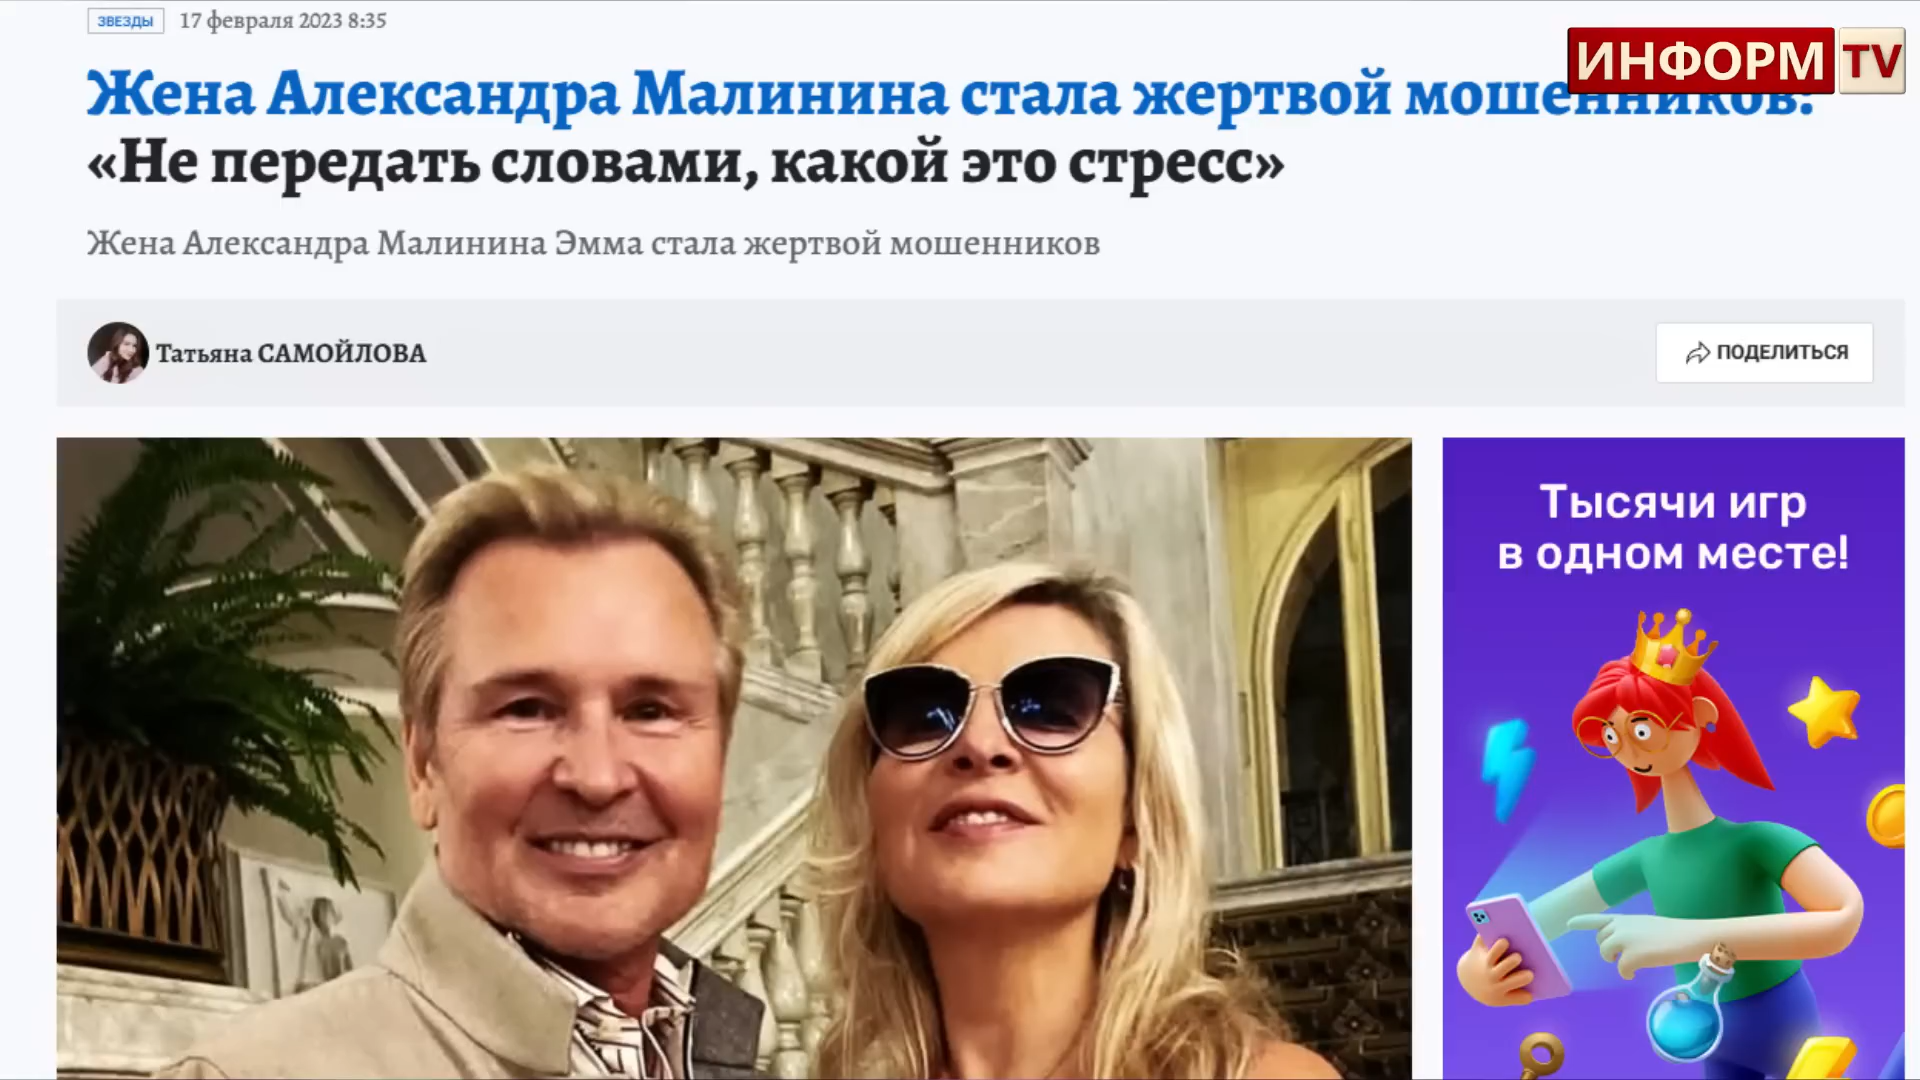 ЗВЕЗДЫ 17 февраля 2023 8:35
ИНФОРМ TV
Жена Александра Малинина стала жертвой мошенников:
«Не передать словами, какой это стресс»
Жена Александра Малинина Эмма стала жертвой мошенников
Татьяна САМОЙЛОВА
ПОДЕЛИТЬСЯ
Тысячи игр
в одном месте!